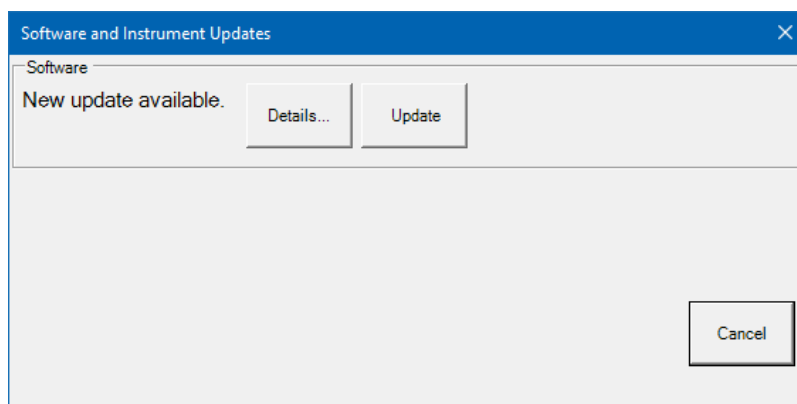 Software and Instrument Updates
Software
New update available.
Details...
Update
Cancel